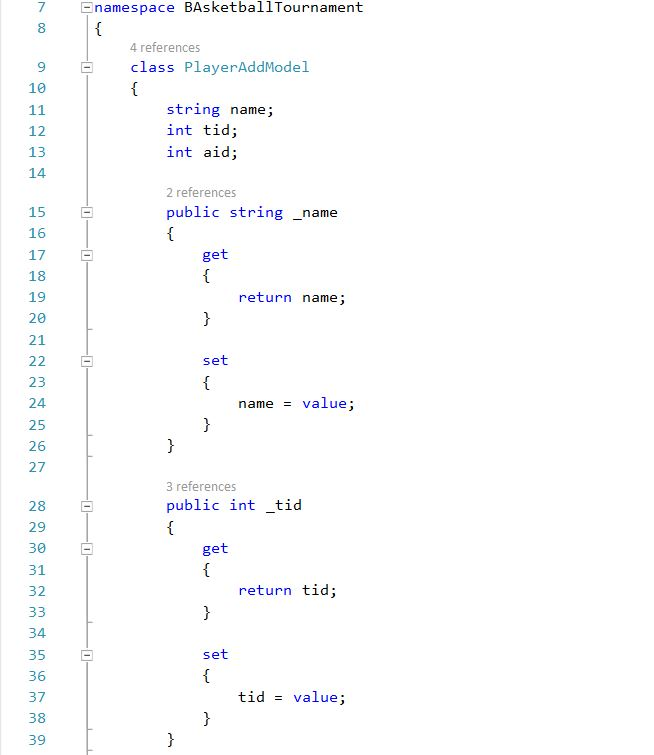 7 namespace BAsketballTournament
8 {
4 references
9 class PlayerAddModel
10 {
11 string name;
12 int tid;
13 int aid;
14
2 references
15 public string _name
16 {
17 get
18 {
19 return name;
20 }
21
22 set
23 {
24 name = value;
25 }
26 }
27
3 references
28 public int _tid
29 {
30 get
31 {
32 return tid;
33 }
34
35 set
36 {
37 tid = value;
38 }
39 }